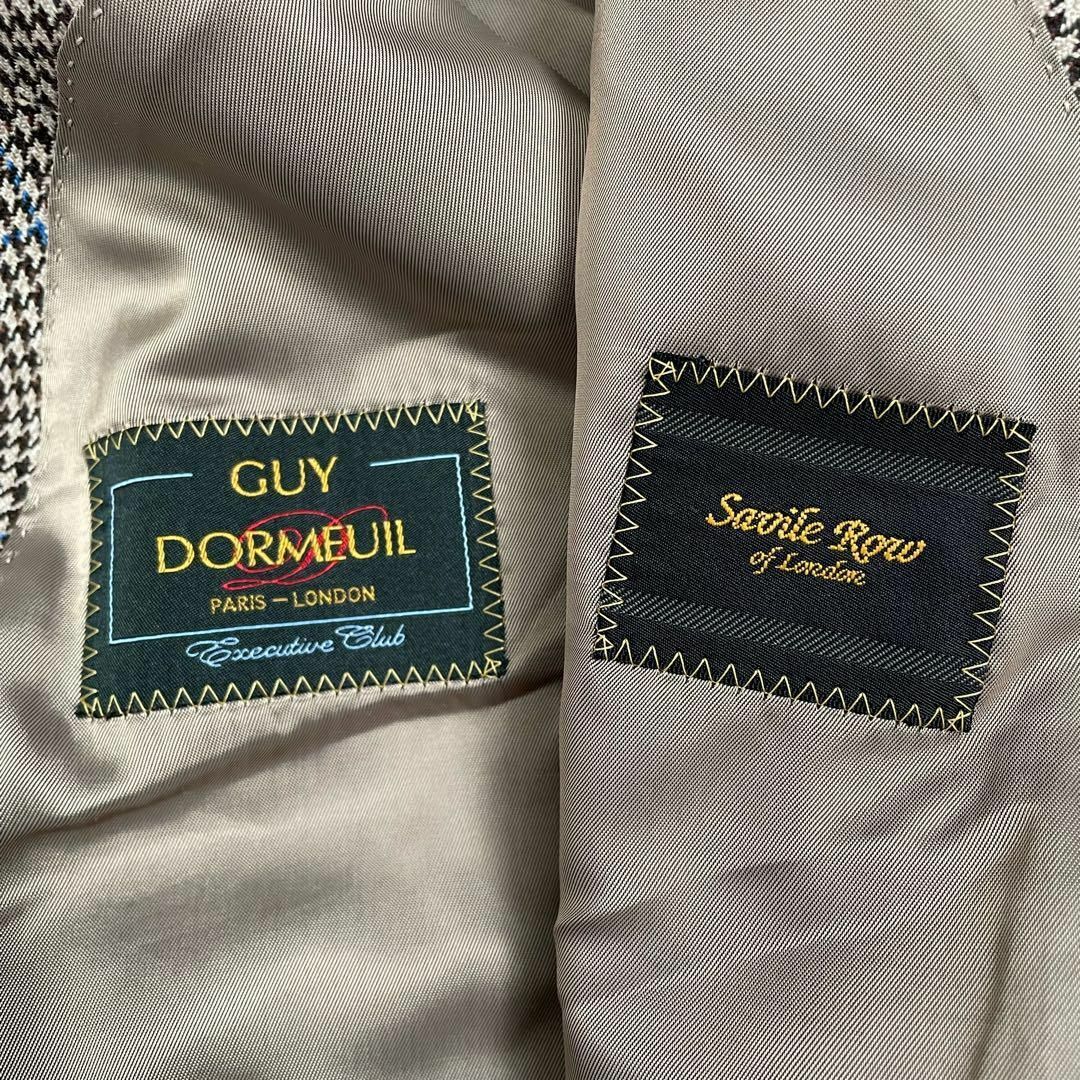 GUY
DORMEUIL
PARIS — LONDON
Executive Club
Savile Row
of London